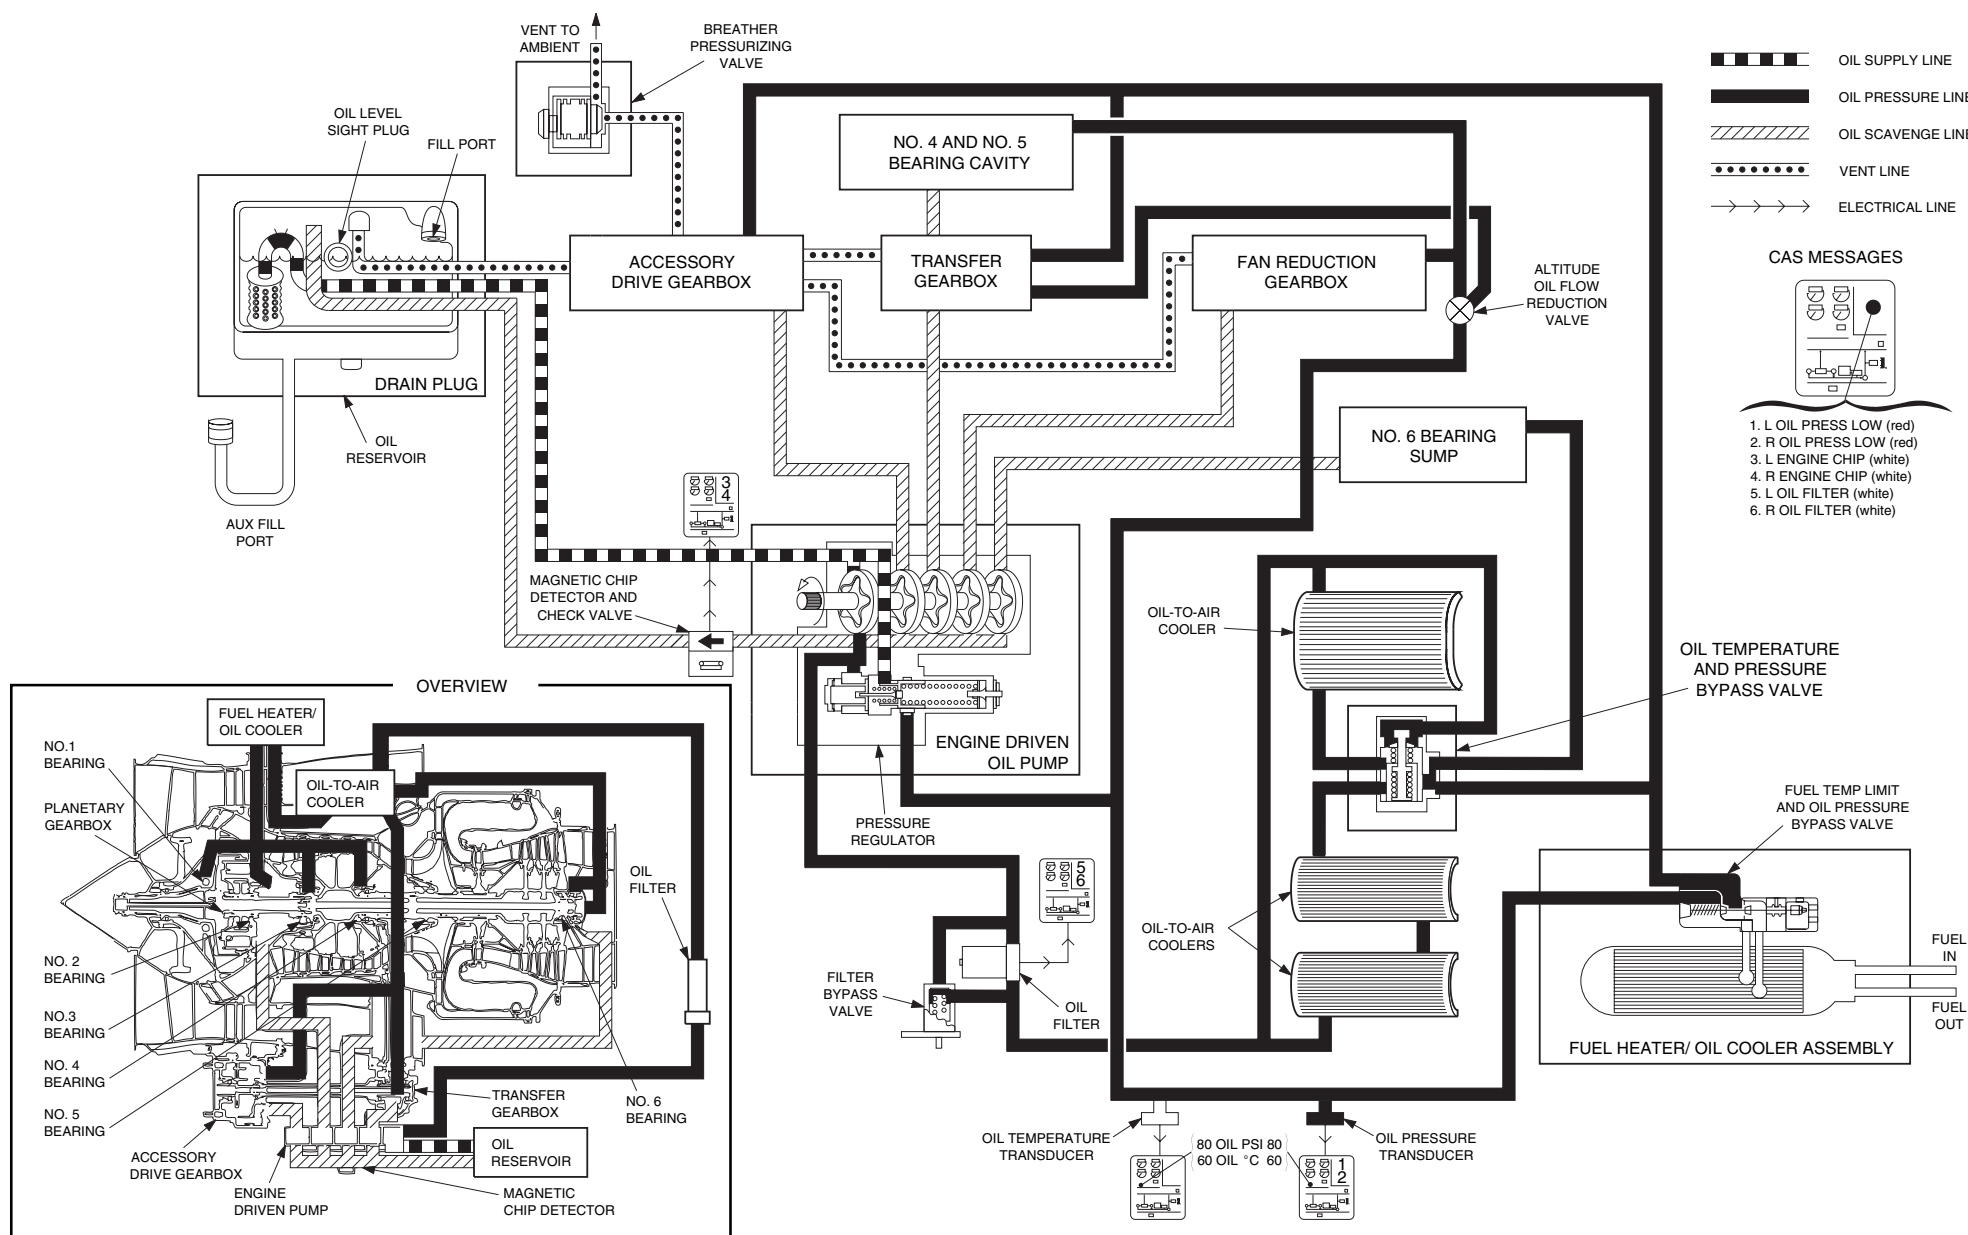 VENT TO
AMBIENT
BREATHER
PRESSURIZING
VALVE
OIL SUPPLY LINE
OIL PRESSURE LINE
OIL SCAVENGE LINE
VENT LINE
ELECTRICAL LINE
OIL LEVEL
SIGHT PLUG
FILL PORT
NO. 4 AND NO. 5
BEARING CAVITY
ACCESSORY
DRIVE GEARBOX
TRANSFER
GEARBOX
FAN REDUCTION
GEARBOX
ALTITUDE
OIL FLOW
REDUCTION
VALVE
CAS MESSAGES
1. L OIL PRESS LOW (red)
2. R OIL PRESS LOW (red)
3. L ENGINE CHIP (white)
4. R ENGINE CHIP (white)
5. L OIL FILTER (white)
6. R OIL FILTER (white)
DRAIN PLUG
OIL
RESERVOIR
AUX FILL
PORT
NO. 6 BEARING
SUMP
3
4
MAGNETIC CHIP
DETECTOR AND
CHECK VALVE
ENGINE DRIVEN
OIL PUMP
PRESSURE
REGULATOR
OIL-TO-AIR
COOLER
OIL TEMPERATURE
AND PRESSURE
BYPASS VALVE
FUEL TEMP LIMIT
AND OIL PRESSURE
BYPASS VALVE
5
6
OIL-TO-AIR
COOLERS
FILTER
BYPASS
VALVE
OIL
FILTER
FUEL
IN
FUEL
OUT
FUEL HEATER/ OIL COOLER ASSEMBLY
OIL TEMPERATURE
TRANSDUCER
80 OIL PSI 80
60 OIL °C 60
OIL PRESSURE
TRANSDUCER
1
2
OVERVIEW
FUEL HEATER/
OIL COOLER
NO.1
BEARING
OIL-TO-AIR
COOLER
PLANETARY
GEARBOX
OIL
FILTER
NO. 2
BEARING
NO.3
BEARING
NO. 4
BEARING
NO. 5
BEARING
TRANSFER
GEARBOX
NO. 6
BEARING
OIL
RESERVOIR
ACCESSORY
DRIVE GEARBOX
ENGINE
DRIVEN PUMP
MAGNETIC
CHIP DETECTOR